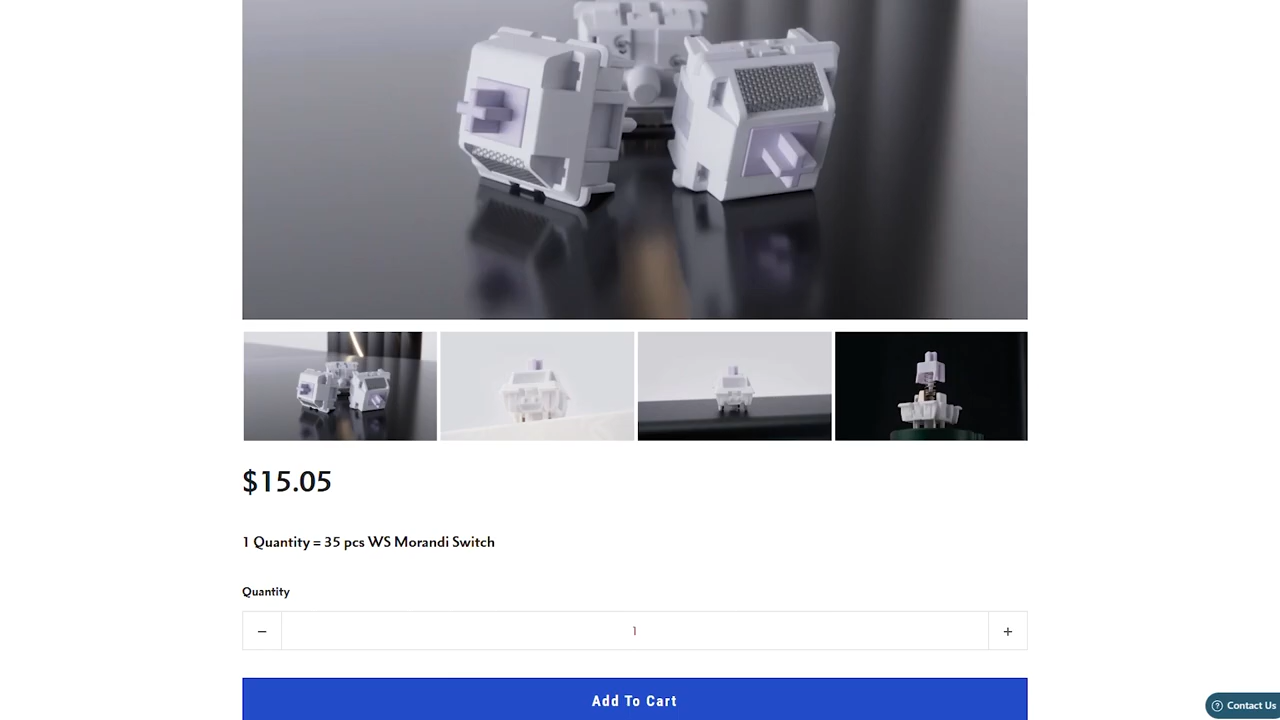 $15.05
1 Quantity = 35 pcs WS Morandi Switch
Quantity
− 1 +
Add To Cart
Contact Us